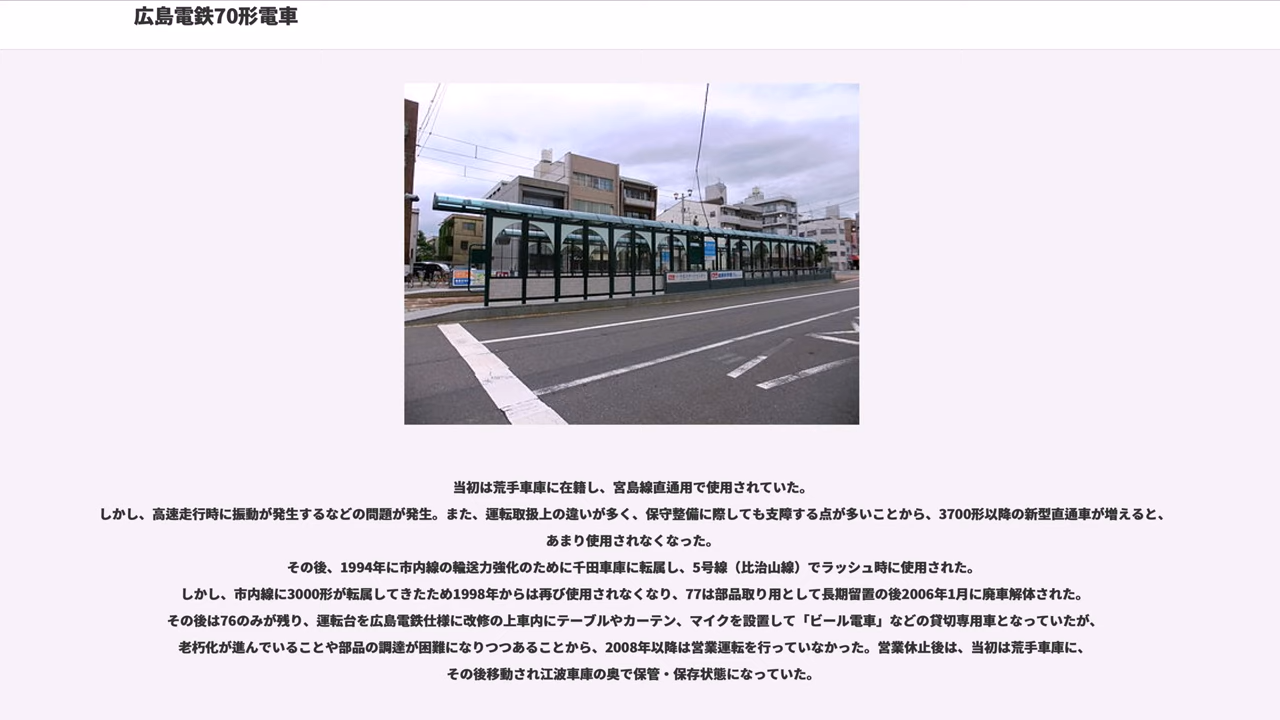 広島電鉄70形電車
当初は荒手車庫に在籍し、宮島線直通用で使用されていた。
しかし、高速走行時に振動が発生するなどの問題が発生。また、運転取扱上の違いが多く、保守整備に際しても支障する点が多いことから、3700形以降の新型直通車が増えると、
あまり使用されなくなった。
その後、1994年に市内線の輸送力強化のために千田車庫に転属し、5号線（比治山線）でラッシュ時に使用された。
しかし、市内線に3000形が転属してきたため1998年からは再び使用されなくなり、77は部品取り用として長期留置の後2006年1月に廃車解体された。
その後は76のみが残り、運転台を広島電鉄仕様に改修の上車内にテーブルやカーテン、マイクを設置して「ビール電車」などの貸切専用車となっていたが、
老朽化が進んでいることや部品の調達が困難になりつつあることから、2008年以降は営業運転を行っていなかった。営業休止後は、当初は荒手車庫に、
その後移動され江波車庫の奥で保管・保存状態になっていた。